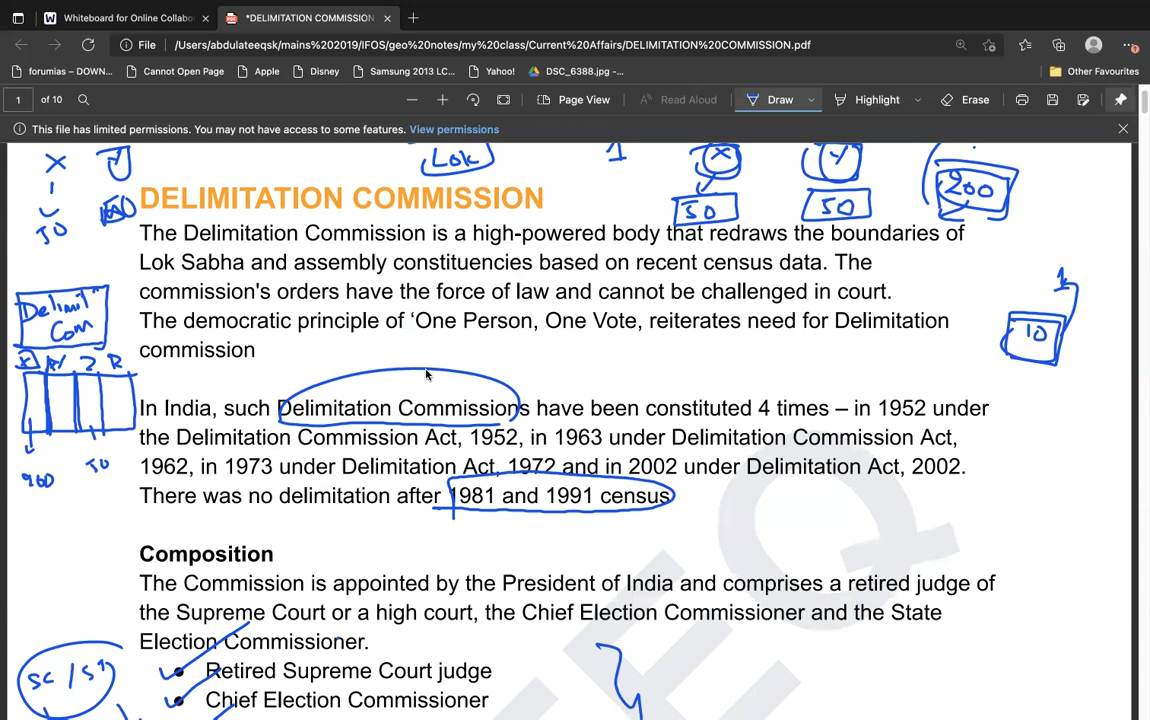 Whiteboard for Online Collabo
*DELIMITATION COMMISSION
File /Users/abdulateeqsk/mains%202019/IFOS/geo%20notes/my%20class/Current%20Affairs/DELIMITATION%20COMMISSION.pdf
forumias – DOWN... Cannot Open Page Apple Disney Samsung 2013 LC... Yahoo! DSC_6388.jpg -... Other Favourites
1 of 10 Page View Read Aloud Draw Highlight Erase
This file has limited permissions. You may not have access to some features. View permissions
X
Lok 1 X Y
50 50 200
50
DELIMITATION COMMISSION
The Delimitation Commission is a high-powered body that redraws the boundaries of
Lok Sabha and assembly constituencies based on recent census data. The
commission's orders have the force of law and cannot be challenged in court.
The democratic principle of ‘One Person, One Vote, reiterates need for Delimitation
commission
Delimitn
Com
1
10
X Y Z R
In India, such Delimitation Commissions have been constituted 4 times – in 1952 under
the Delimitation Commission Act, 1952, in 1963 under Delimitation Commission Act,
1962, in 1973 under Delimitation Act, 1972 and in 2002 under Delimitation Act, 2002.
There was no delimitation after 1981 and 1991 census
50
900
Composition
The Commission is appointed by the President of India and comprises a retired judge of
the Supreme Court or a high court, the Chief Election Commissioner and the State
Election Commissioner.
SC / ST
Retired Supreme Court judge
Chief Election Commissioner